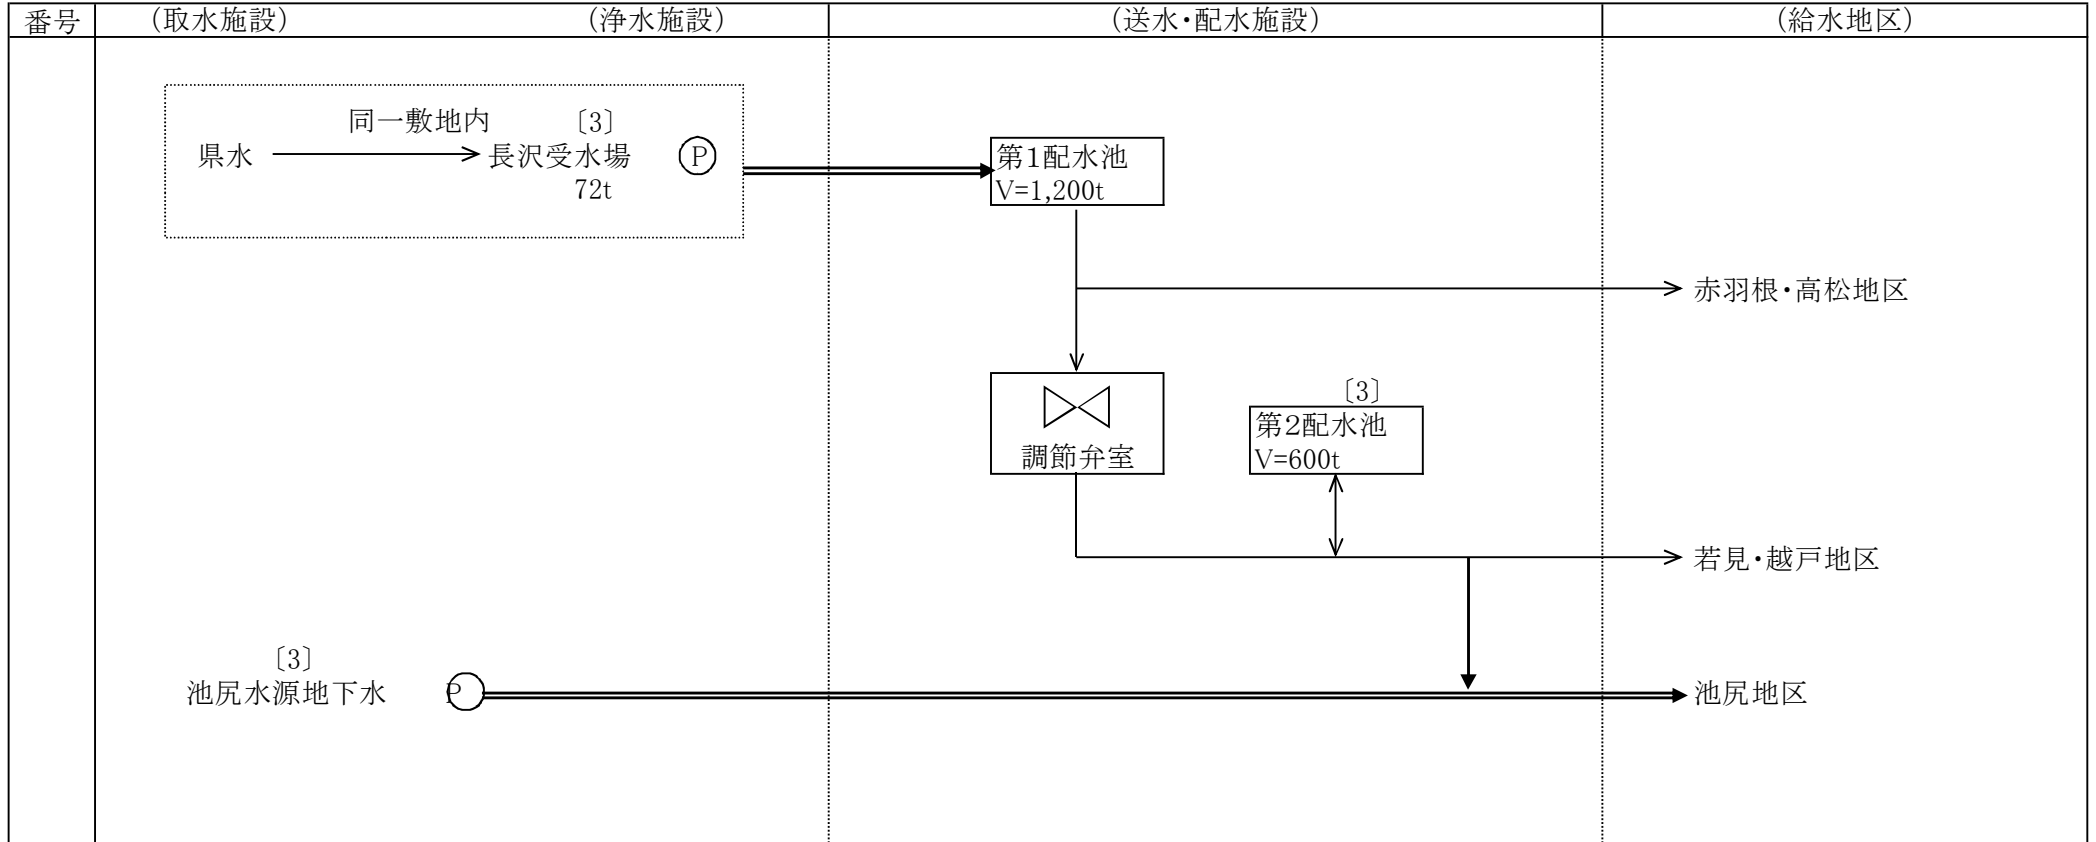 番号
(取水施設)
(浄水施設)
(送水・配水施設)
(給水地区)
同一敷地内
〔3〕
県水
長沢受水場
P
72t
第1配水池
V=1,200t
赤羽根・高松地区
調節弁室
〔3〕
第2配水池
V=600t
若見・越戸地区
〔3〕
池尻水源地下水
P
池尻地区